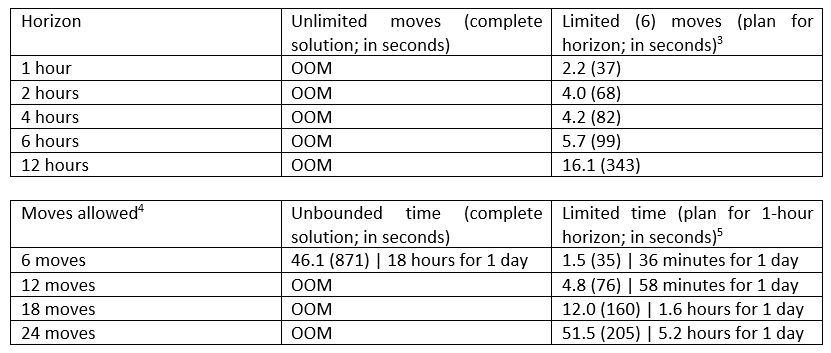 Horizon
Unlimited moves (complete
solution; in seconds)
Limited (6) moves (plan for
horizon; in seconds)3
1 hour OOM 2.2 (37)
2 hours OOM 4.0 (68)
4 hours OOM 4.2 (82)
6 hours OOM 5.7 (99)
12 hours OOM 16.1 (343)
Moves allowed4
Unbounded time (complete
solution; in seconds)
Limited time (plan for 1-hour
horizon; in seconds)5
6 moves 46.1 (871) | 18 hours for 1 day 1.5 (35) | 36 minutes for 1 day
12 moves OOM 4.8 (76) | 58 minutes for 1 day
18 moves OOM 12.0 (160) | 1.6 hours for 1 day
24 moves OOM 51.5 (205) | 5.2 hours for 1 day